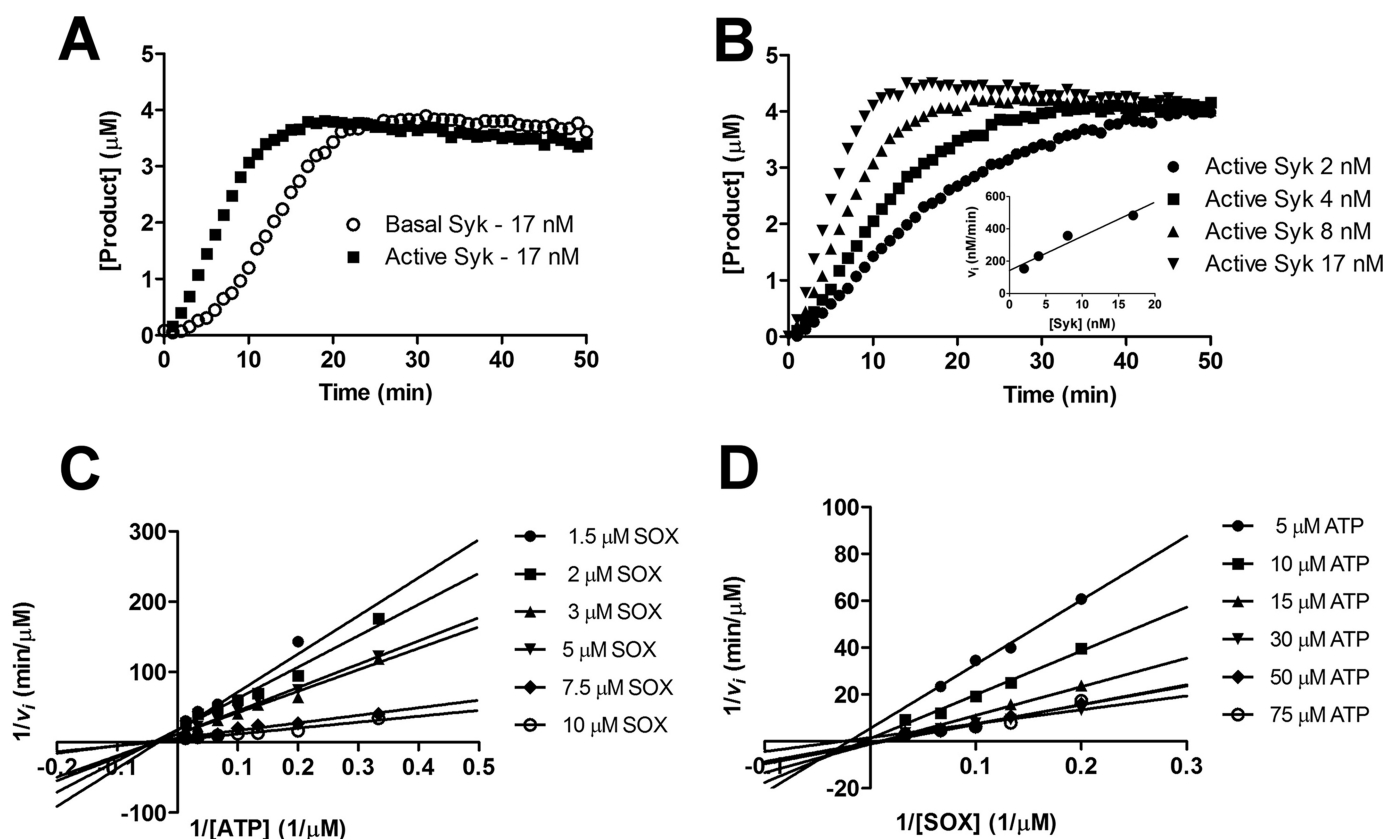 A
[Product] (μM)
5
4
3
2
1
0
0 10 20 30 40 50
Time (min)
Basal Syk - 17 nM
Active Syk - 17 nM
B
[Product] (μM)
5
4
3
2
1
0
0 10 20 30 40 50
Time (min)
Active Syk 2 nM
Active Syk 4 nM
Active Syk 8 nM
Active Syk 17 nM
vi (nM/min)
600
400
200
0
0 5 10 15 20
[Syk] (nM)
C
1/vi (min/μM)
300
200
100
-100
-0.2 0.1 0.1 0.2 0.3 0.4 0.5
1/[ATP] (1/μM)
1.5 μM SOX
2 μM SOX
3 μM SOX
5 μM SOX
7.5 μM SOX
10 μM SOX
D
1/vi (min/μM)
100
80
60
40
20
-20
-0.1 0.1 0.2 0.3
1/[SOX] (1/μM)
5 μM ATP
10 μM ATP
15 μM ATP
30 μM ATP
50 μM ATP
75 μM ATP